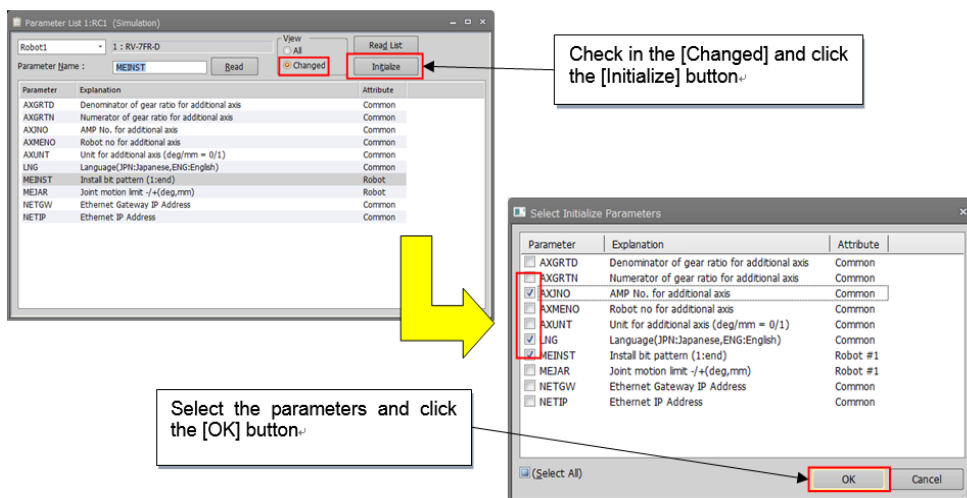 Parameter List 1:RC1 (Simulation)
Robot1 1 : RV-7FR-D
View
All
Changed
Read List
Parameter Name : MEINST Read
Initialize
Parameter Explanation Attribute
AXGRTD Denominator of gear ratio for additional axis Common
AXGRTN Numerator of gear ratio for additional axis Common
AXJNO AMP No. for additional axis Common
AXMENO Robot no for additional axis Common
AXUNT Unit for additional axis (deg/mm = 0/1) Common
LNG Language(JPN:Japanese,ENG:English) Common
MEINST Install bit pattern (1:end) Robot
MEJAR Joint motion limit -/+(deg,mm) Robot
NETGW Ethernet Gateway IP Address Common
NETIP Ethernet IP Address Common
Check in the [Changed] and click
the [Initialize] button
Select Initialize Parameters
Parameter Explanation Attribute
AXGRTD Denominator of gear ratio for additional axis Common
AXGRTN Numerator of gear ratio for additional axis Common
AXJNO AMP No. for additional axis Common
AXMENO Robot no for additional axis Common
AXUNT Unit for additional axis (deg/mm = 0/1) Common
LNG Language(JPN:Japanese,ENG:English) Common
MEINST Install bit pattern (1:end) Robot #1
MEJAR Joint motion limit -/+(deg,mm) Robot #1
NETGW Ethernet Gateway IP Address Common
NETIP Ethernet IP Address Common
(Select All)
OK Cancel
Select the parameters and click
the [OK] button